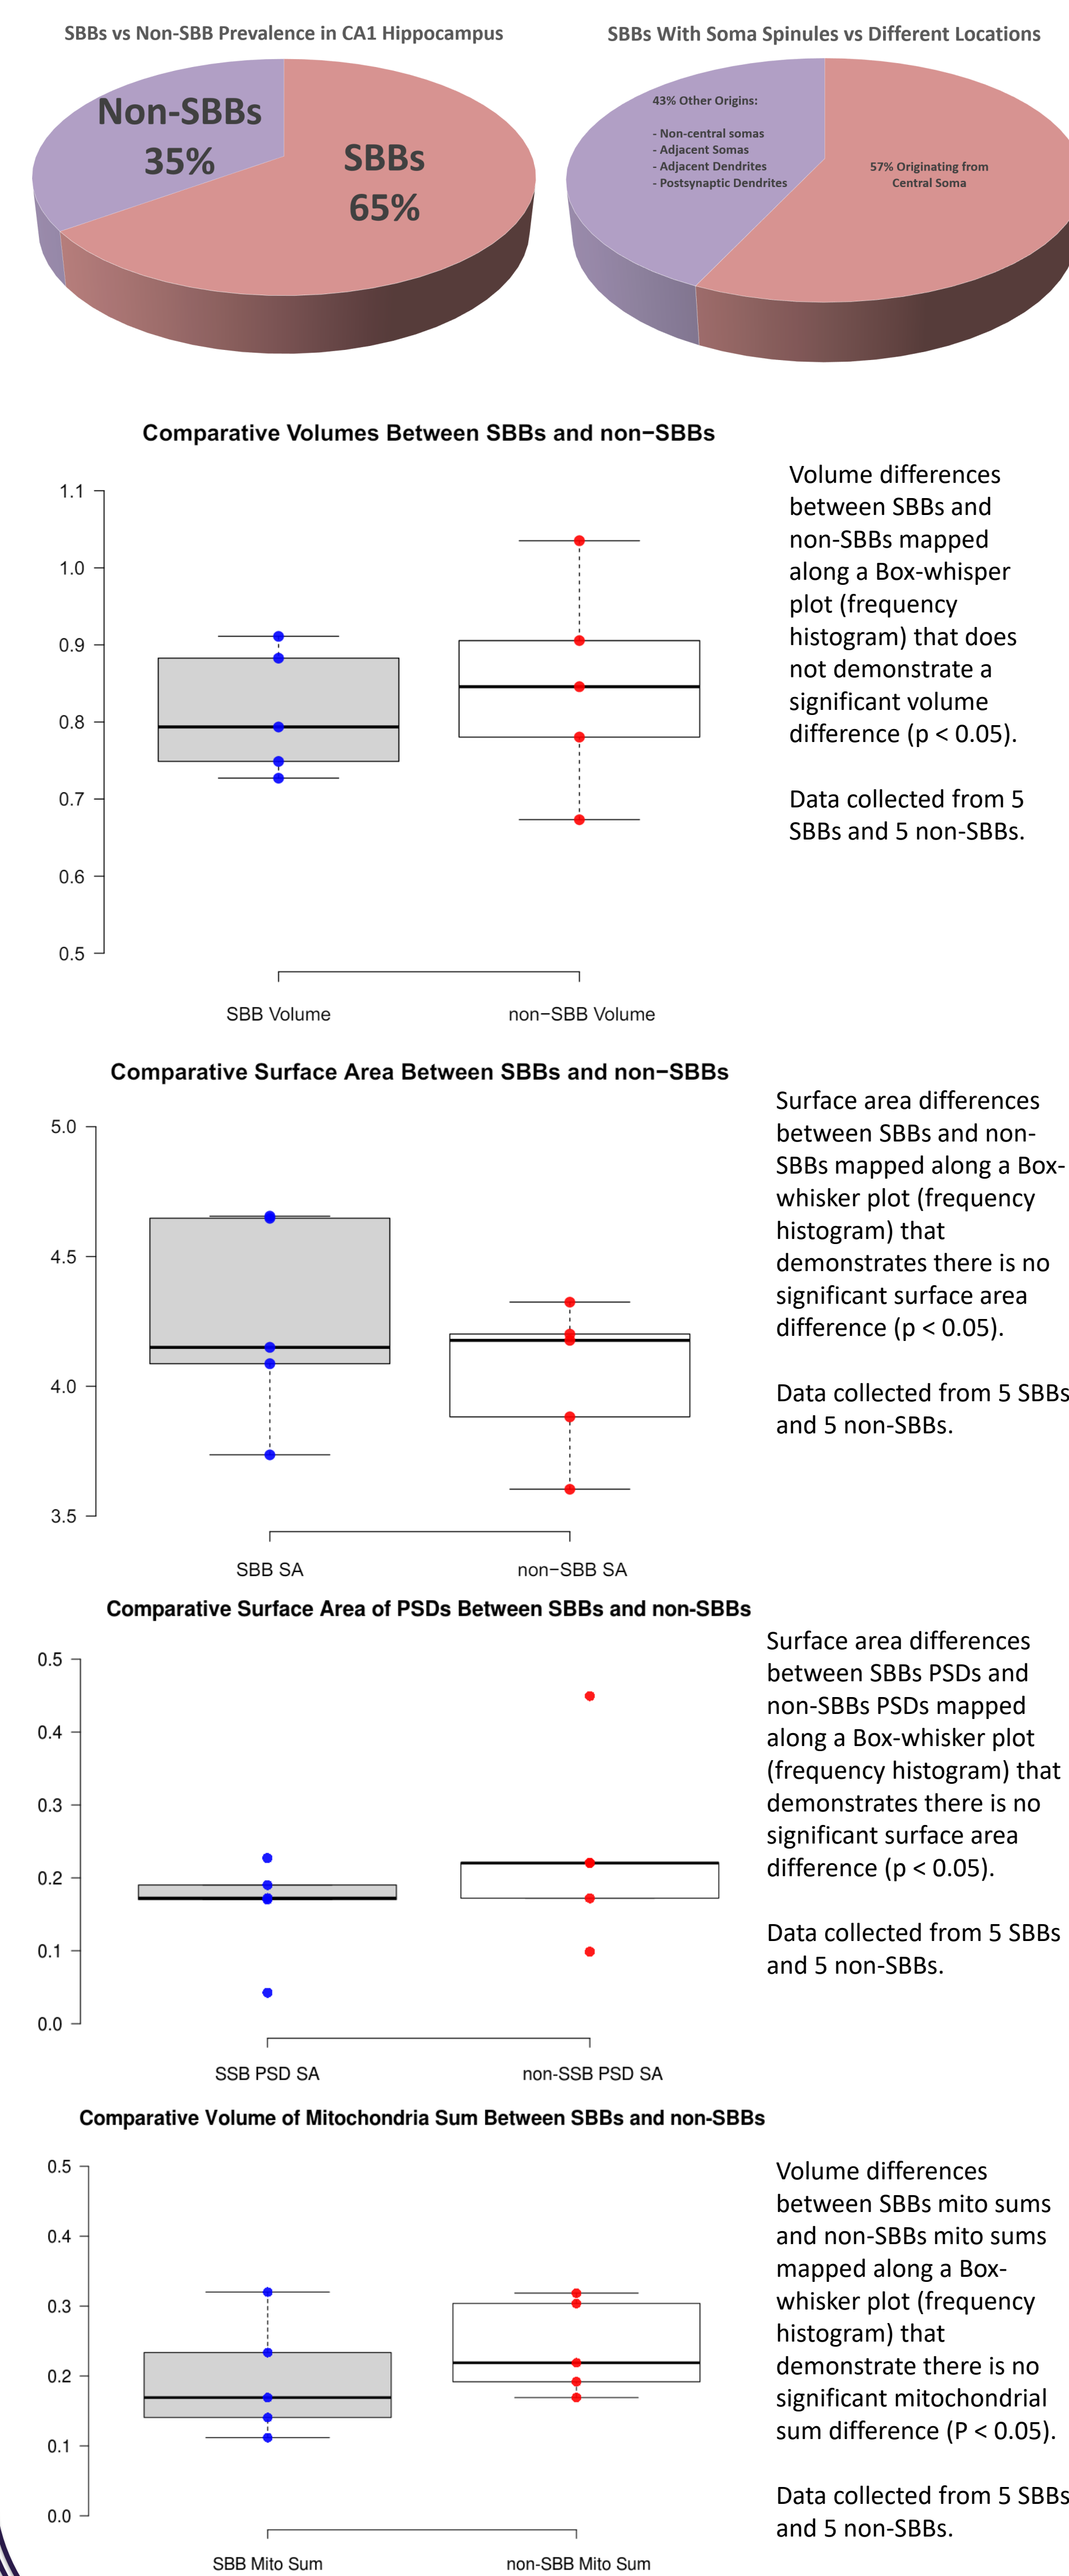 SBBs vs Non-SBB Prevalence in CA1 Hippocampus
Non-SBBs
35%
SBBs
65%
SBBs With Soma Spinules vs Different Locations
43% Other Origins:
- Non-central somas
- Adjacent Somas
- Adjacent Dendrites
- Postsynaptic Dendrites
57% Originating from
Central Soma
Comparative Volumes Between SBBs and non−SBBs
1.1
1.0
0.9
0.8
0.7
0.6
0.5
SBB Volume
non−SBB Volume
Volume differences
between SBBs and
non-SBBs mapped
along a Box-whisper
plot (frequency
histogram) that does
not demonstrate a
significant volume
difference (p < 0.05).
Data collected from 5
SBBs and 5 non-SBBs.
Comparative Surface Area Between SBBs and non−SBBs
5.0
4.5
4.0
3.5
SBB SA
non−SBB SA
Surface area differences
between SBBs and non-
SBBs mapped along a Box-
whisker plot (frequency
histogram) that
demonstrates there is no
significant surface area
difference (p < 0.05).
Data collected from 5 SBBs
and 5 non-SBBs.
Comparative Surface Area of PSDs Between SBBs and non-SBBs
0.5
0.4
0.3
0.2
0.1
0.0
SSB PSD SA
non-SSB PSD SA
Surface area differences
between SBBs PSDs and
non-SBBs PSDs mapped
along a Box-whisker plot
(frequency histogram) that
demonstrates there is no
significant surface area
difference (p < 0.05).
Data collected from 5 SBBs
and 5 non-SBBs.
Comparative Volume of Mitochondria Sum Between SBBs and non-SBBs
0.5
0.4
0.3
0.2
0.1
0.0
SBB Mito Sum
non-SBB Mito Sum
Volume differences
between SBBs mito sums
and non-SBBs mito sums
mapped along a Box-
whisker plot (frequency
histogram) that
demonstrate there is no
significant mitochondrial
sum difference (P < 0.05).
Data collected from 5 SBBs
and 5 non-SBBs.